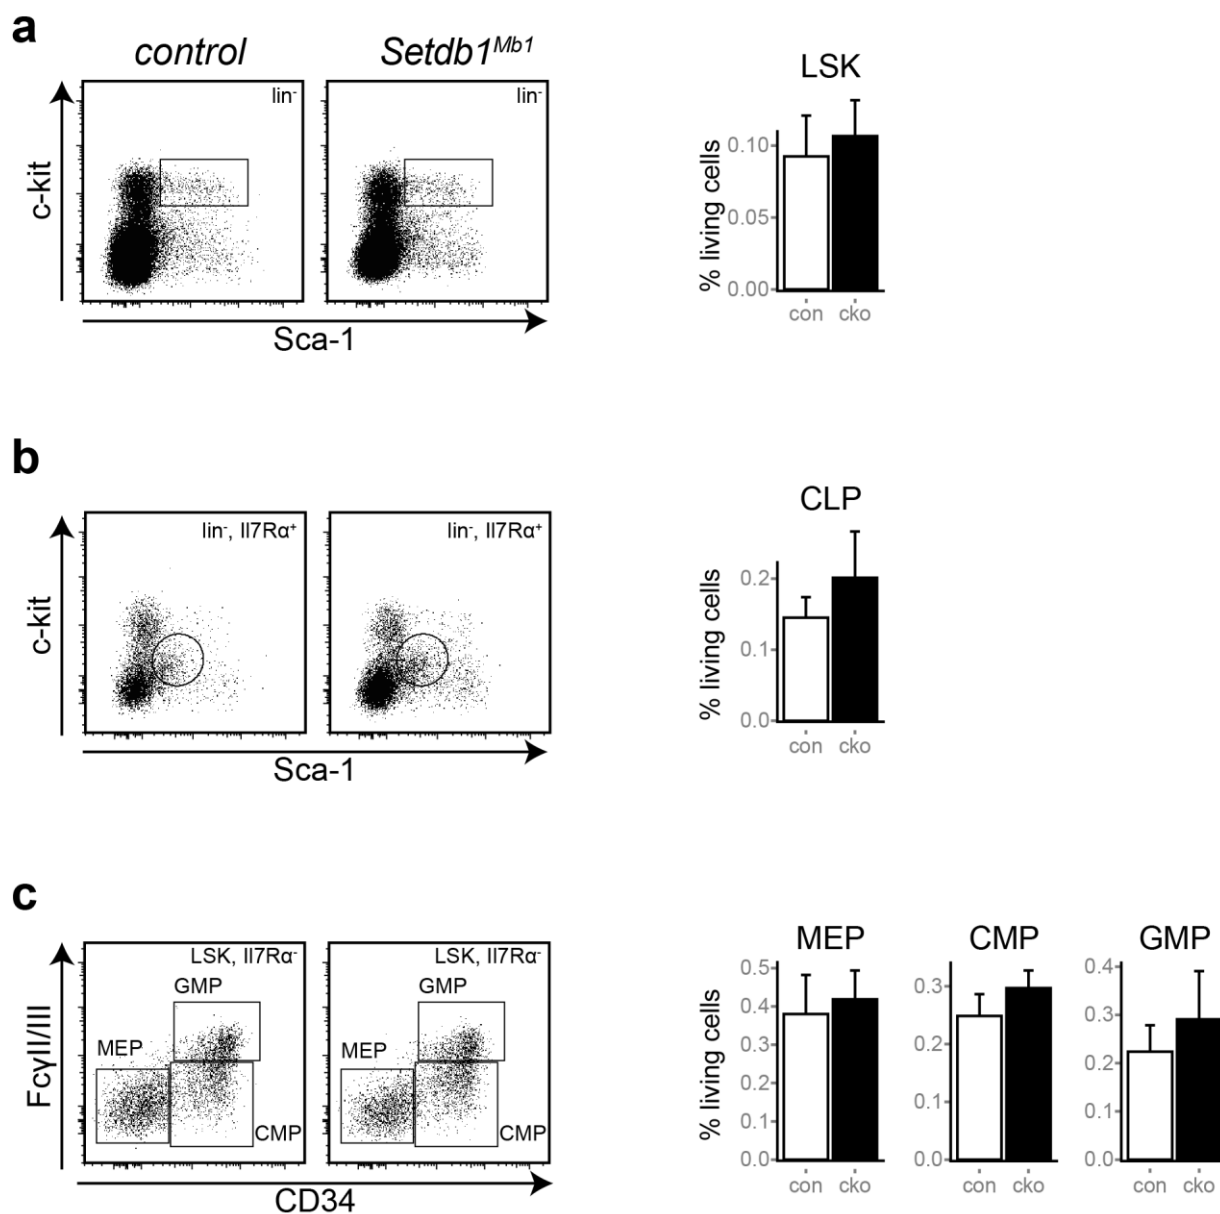 a
control
Setdb1^Mb1
lin⁻
lin⁻
c-kit
Sca-1
LSK
% living cells
0.10
0.05
0.00
con
cko
b
lin⁻, Il7Rα⁺
lin⁻, Il7Rα⁺
c-kit
Sca-1
CLP
% living cells
0.2
0.1
0.0
con
cko
c
LSK, Il7Rα⁻
GMP
MEP
CMP
LSK, Il7Rα⁻
GMP
MEP
CMP
FcγII/III
CD34
MEP
% living cells
0.5
0.4
0.3
0.2
0.1
0.0
con
cko
CMP
0.3
0.2
0.1
0.0
con
cko
GMP
0.4
0.3
0.2
0.1
0.0
con
cko